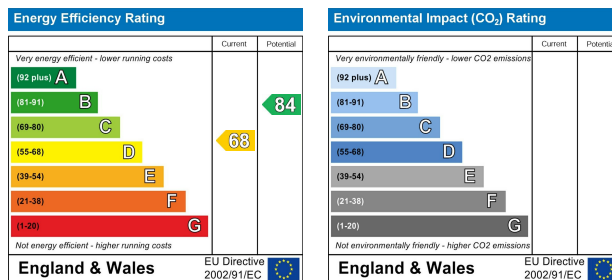 Energy Efficiency Rating
Current Potential
Very energy efficient - lower running costs
(92 plus) A
(81-91) B
84
(69-80) C
68
(55-68) D
(39-54) E
(21-38) F
(1-20) G
Not energy efficient - higher running costs
England & Wales
EU Directive
2002/91/EC
Environmental Impact (CO₂) Rating
Current Potential
Very environmentally friendly - lower CO2 emissions
(92 plus) A
(81-91) B
(69-80) C
(55-68) D
(39-54) E
(21-38) F
(1-20) G
Not environmentally friendly - higher CO2 emissions
England & Wales
EU Directive
2002/91/EC